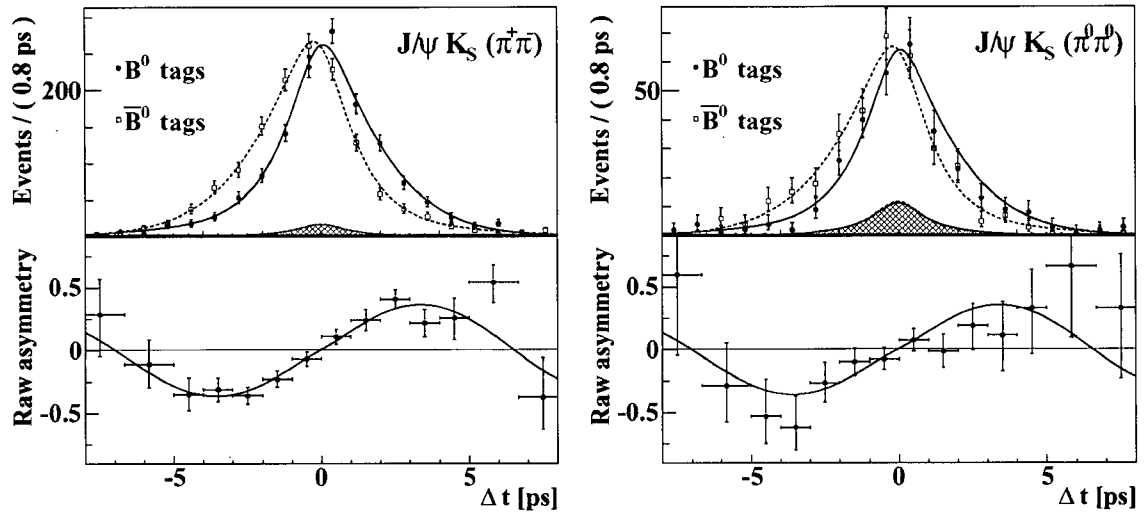 J/ψ K_S (π⁺π⁻)
B⁰ tags
B̄⁰ tags
Events / ( 0.8 ps )
200
Raw asymmetry
0.5
0
-0.5
-5
0
5
Δ t [ps]
J/ψ K_S (π⁰π⁰)
B⁰ tags
B̄⁰ tags
Events / ( 0.8 ps )
50
Raw asymmetry
0.5
0
-0.5
-5
0
5
Δ t [ps]